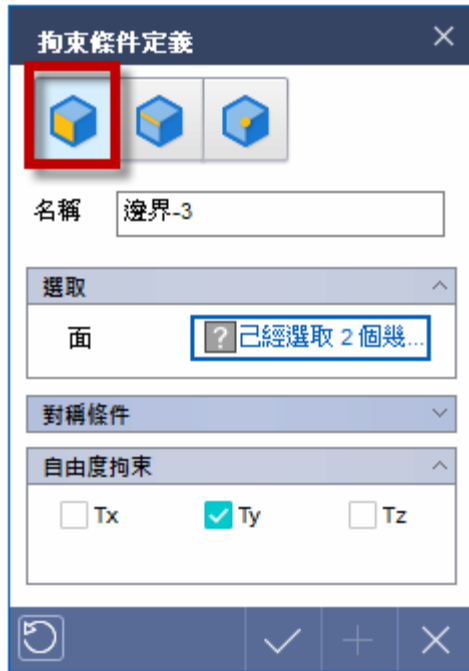 拘束條件定義
名稱 邊界-3
選取
面 ?已經選取 2 個幾...
對稱條件
自由度拘束
Tx Ty Tz